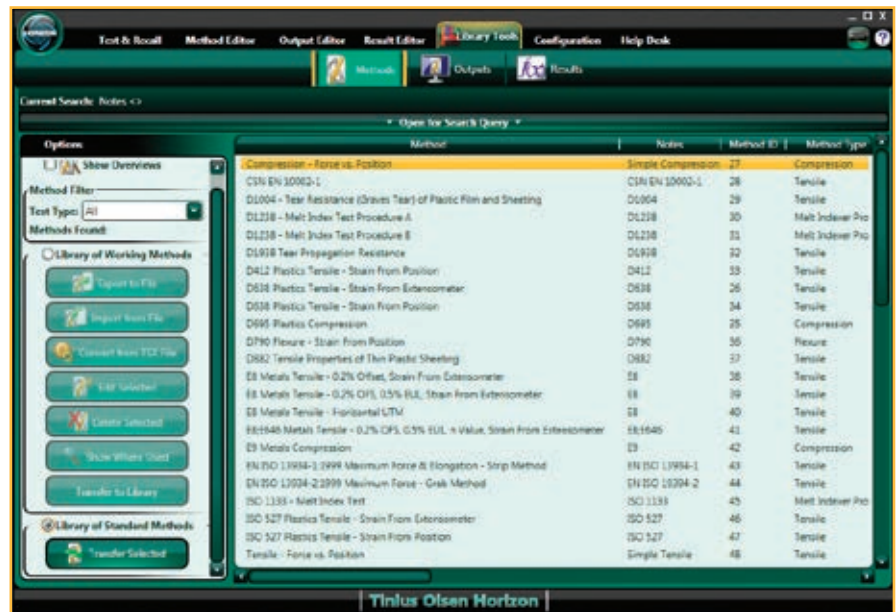 HORIZON
Test & Recall Method Editor Output Editor Result Editor Library Tools Configuration Help Desk
Methods Outputs Results
Current Search: Notes <>
Open for Search Query
Options
Show Overviews
Method Filter
Test Type: All
Methods Found:
Library of Working Methods
Export to File
Import from File
Convert from TCX File
Edit Selected
Delete Selected
Show Where Used
Transfer to Library
Library of Standard Methods
Transfer Selected
Method Notes Method ID Method Type
Compression - Force vs. Position Simple Compression 27 Compression
CSN EN 10002-1 CSN EN 10002-1 28 Tensile
D1004 - Tear Resistance (Graves Tear) of Plastic Film and Sheeting D1004 29 Tensile
D1238 - Melt Index Test Procedure A D1238 30 Melt Indexer Pro
D1238 - Melt Index Test Procedure B D1238 31 Melt Indexer Pro
D1938 Tear Propagation Resistance D1938 32 Tensile
D412 Plastics Tensile - Strain From Position D412 33 Tensile
D638 Plastics Tensile - Strain From Extensometer D638 26 Tensile
D638 Plastics Tensile - Strain From Position D638 34 Tensile
D695 Plastics Compression D695 25 Compression
D790 Flexure - Strain From Position D790 36 Flexure
D882 Tensile Properties of Thin Plastic Sheeting D882 37 Tensile
E8 Metals Tensile - 0.2% Offset, Strain From Extensometer E8 38 Tensile
E8 Metals Tensile - 0.2% OFS, 0.5% EUL, Strain From Extensometer E8 39 Tensile
E8 Metals Tensile - Horizontal UTM E8 40 Tensile
E8;E646 Metals Tensile - 0.2% OFS, 0.5% EUL, n Value, Strain From Extensometer E8;E646 41 Tensile
E9 Metals Compression E9 42 Compression
EN ISO 13934-1:1999 Maximum Force & Elongation - Strip Method EN ISO 13934-1 43 Tensile
EN ISO 13934-2:1999 Maximum Force - Grab Method EN ISO 13934-2 44 Tensile
ISO 1133 - Melt Index Test ISO 1133 45 Melt Indexer Pro
ISO 527 Plastics Tensile - Strain From Extensometer ISO 527 46 Tensile
ISO 527 Plastics Tensile - Strain From Position ISO 527 47 Tensile
Tensile - Force vs. Position Simple Tensile 48 Tensile
Tinius Olsen Horizon